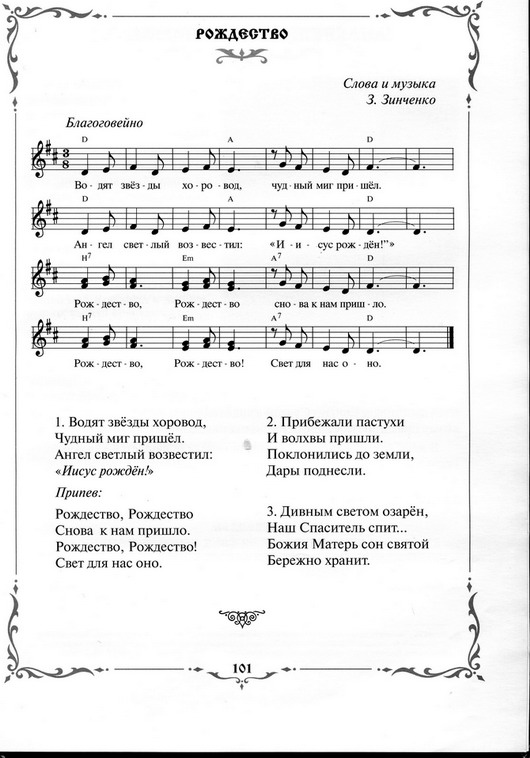 РОЖДЕСТВО
Слова и музыка
З. Зинченко
Благоговейно
D A D
3
8
Во - дят звёз - ды хо - ро - вод, чуд - ный миг при - шёл.
D A D
Ан - гел свет - лый воз - вес - тил: «И - и - сус рож - дён!”»
H7 Em A7 D
Рож - дест - во, Рож - дест - во сно - ва к нам приш - ло.
H7 Em A7 D
Рож - дест - во, Рож - дест - во! Свет для нас о - но.
1. Водят звёзды хоровод,
Чудный миг пришёл.
Ангел светлый возвестил:
«Иисус рождён!»
Припев:
Рождество, Рождество
Снова к нам пришло.
Рождество, Рождество!
Свет для нас оно.
2. Прибежали пастухи
И волхвы пришли.
Поклонились до земли,
Дары поднесли.
3. Дивным светом озарён,
Наш Спаситель спит...
Божия Матерь сон святой
Бережно хранит.
101